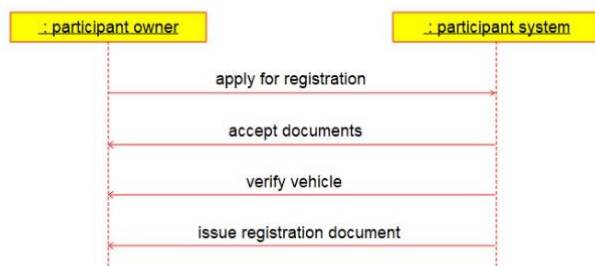 : participant owner
: participant system
apply for registration
accept documents
verify vehicle
issue registration document